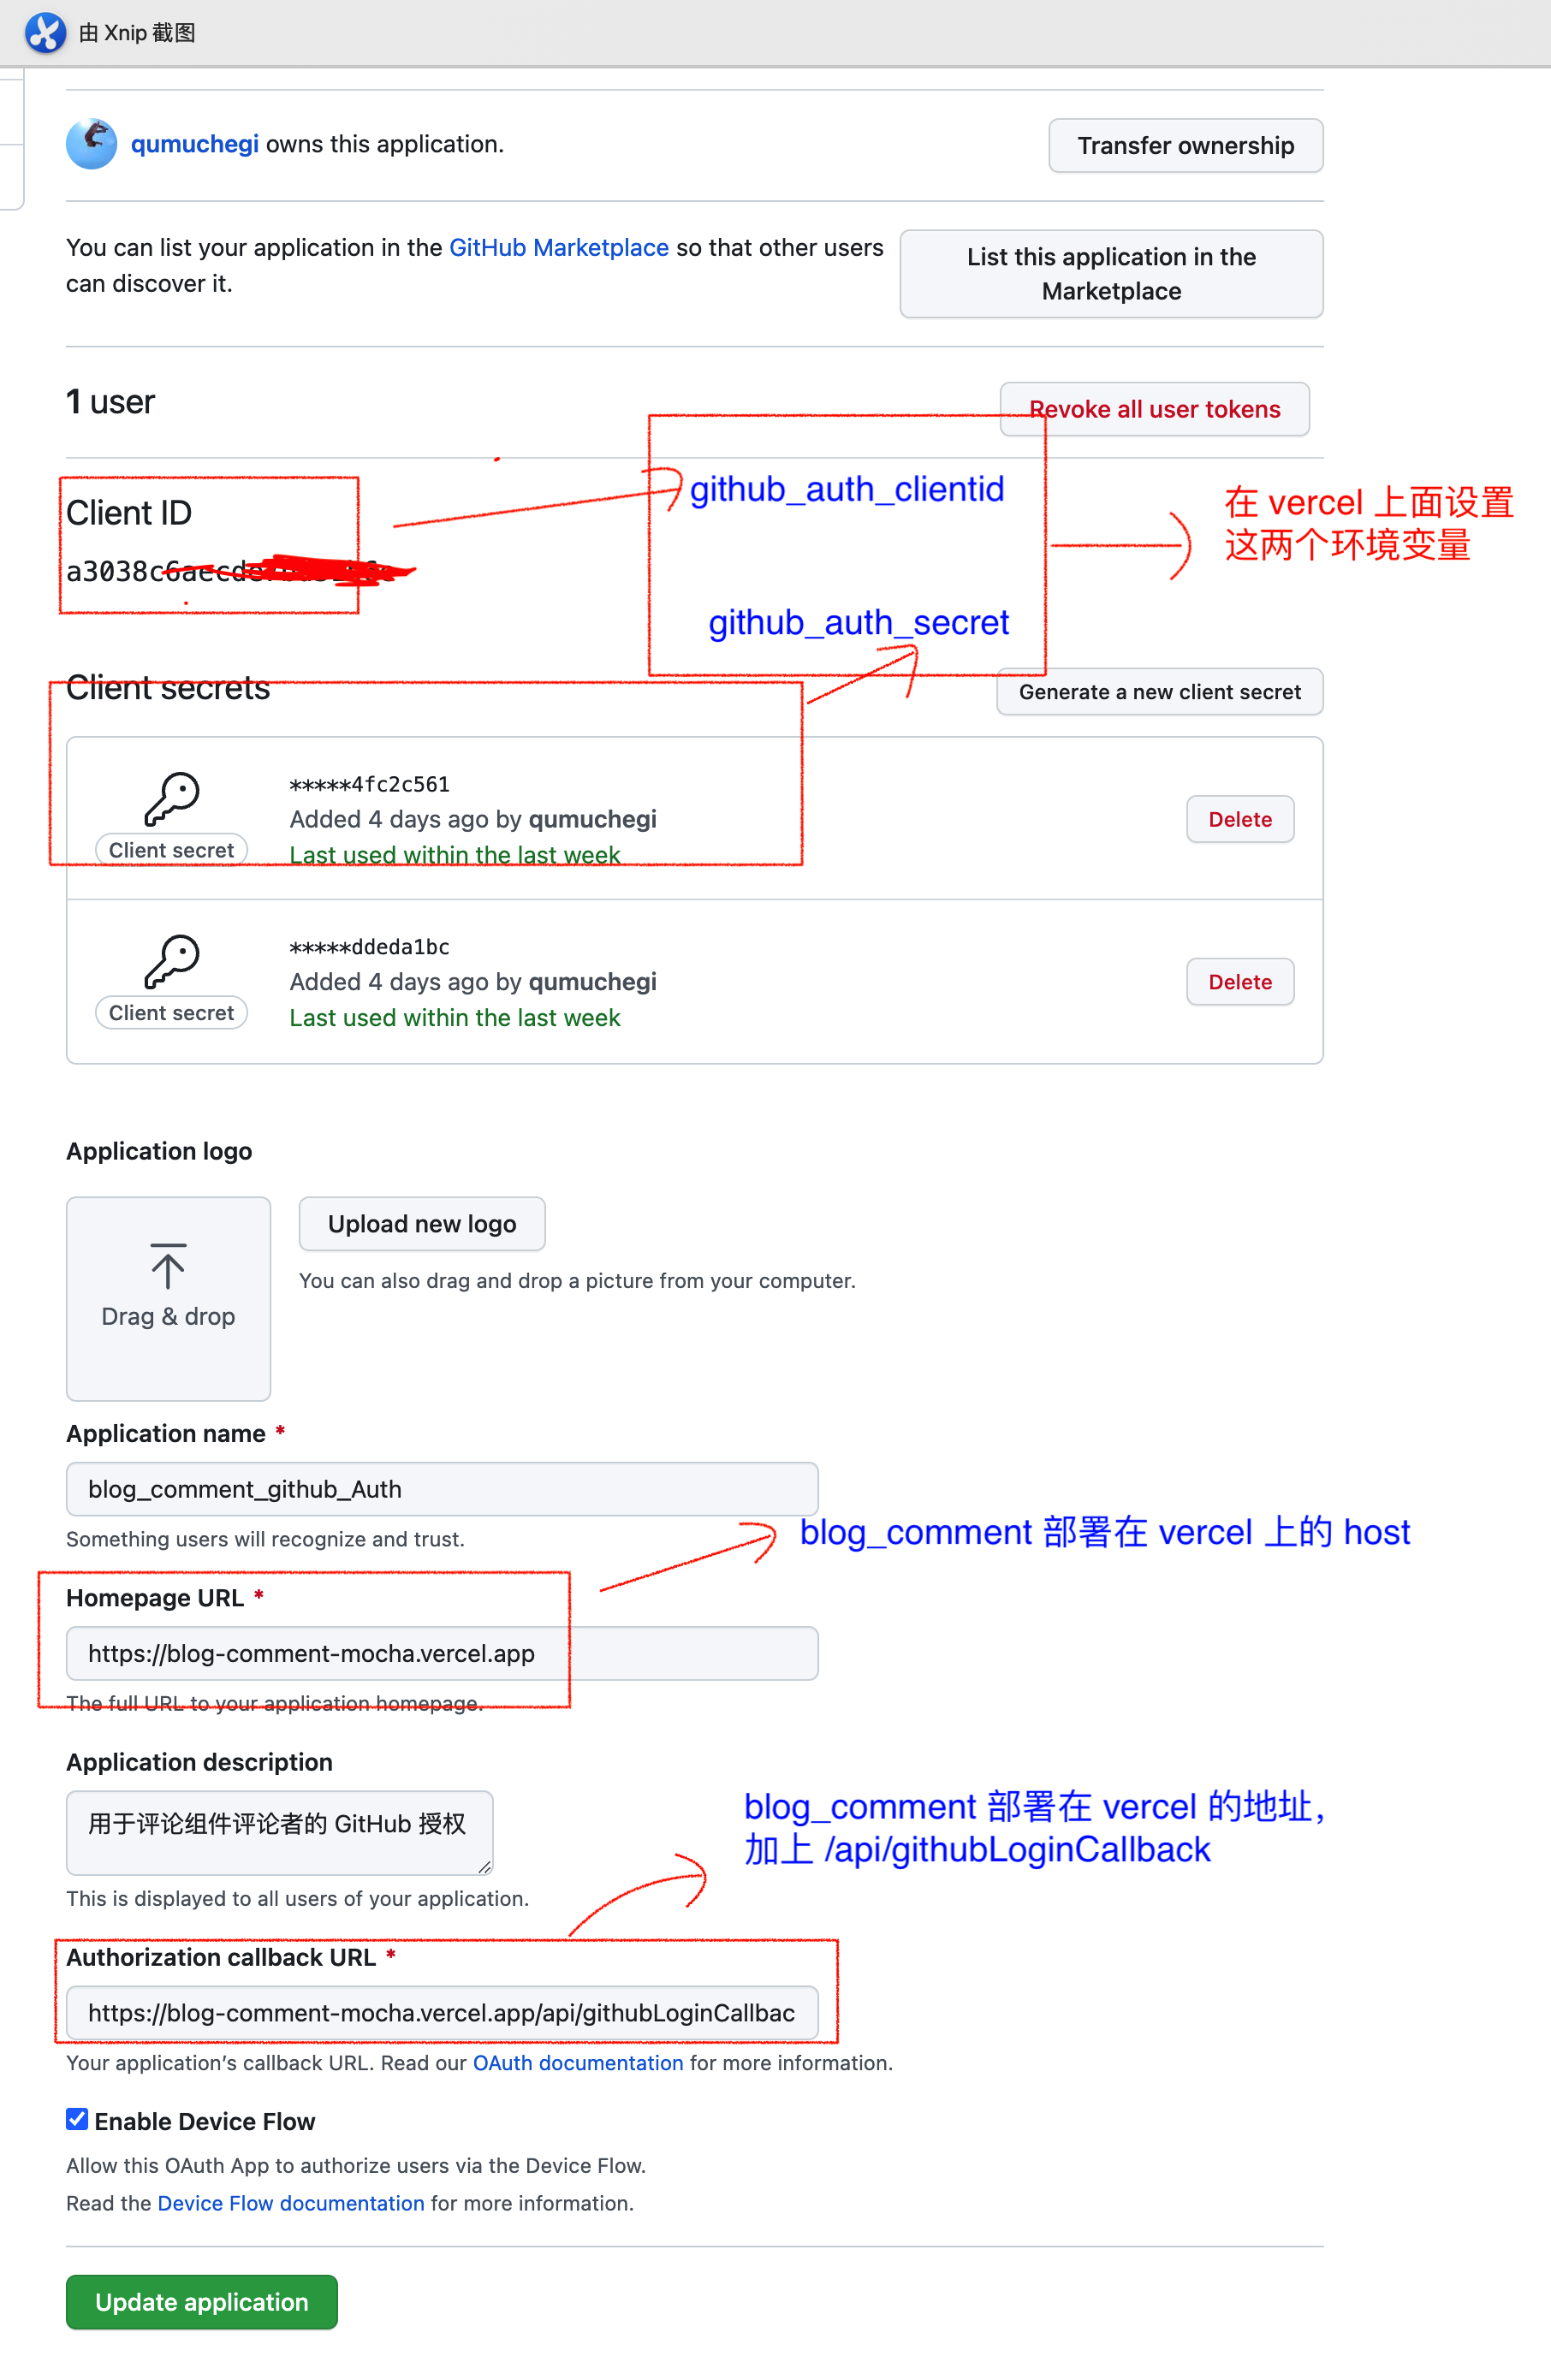 由 Xnip 截图
qumuchegi owns this application.
Transfer ownership
You can list your application in the GitHub Marketplace so that other users
can discover it.
List this application in the
Marketplace
1 user
Revoke all user tokens
Client ID
github_auth_clientid
在 vercel 上面设置
这两个环境变量
a3038c6aecde
github_auth_secret
Client secrets
Generate a new client secret
*****4fc2c561
Added 4 days ago by qumuchegi
Last used within the last week
Client secret
Delete
*****ddeda1bc
Added 4 days ago by qumuchegi
Last used within the last week
Client secret
Delete
Application logo
Drag & drop
Upload new logo
You can also drag and drop a picture from your computer.
Application name *
blog_comment_github_Auth
Something users will recognize and trust.
blog_comment 部署在 vercel 上的 host
Homepage URL *
https://blog-comment-mocha.vercel.app
The full URL to your application homepage.
Application description
用于评论组件评论者的 GitHub 授权
This is displayed to all users of your application.
blog_comment 部署在 vercel 的地址，
加上 /api/githubLoginCallback
Authorization callback URL *
https://blog-comment-mocha.vercel.app/api/githubLoginCallbac
Your application's callback URL. Read our OAuth documentation for more information.
Enable Device Flow
Allow this OAuth App to authorize users via the Device Flow.
Read the Device Flow documentation for more information.
Update application